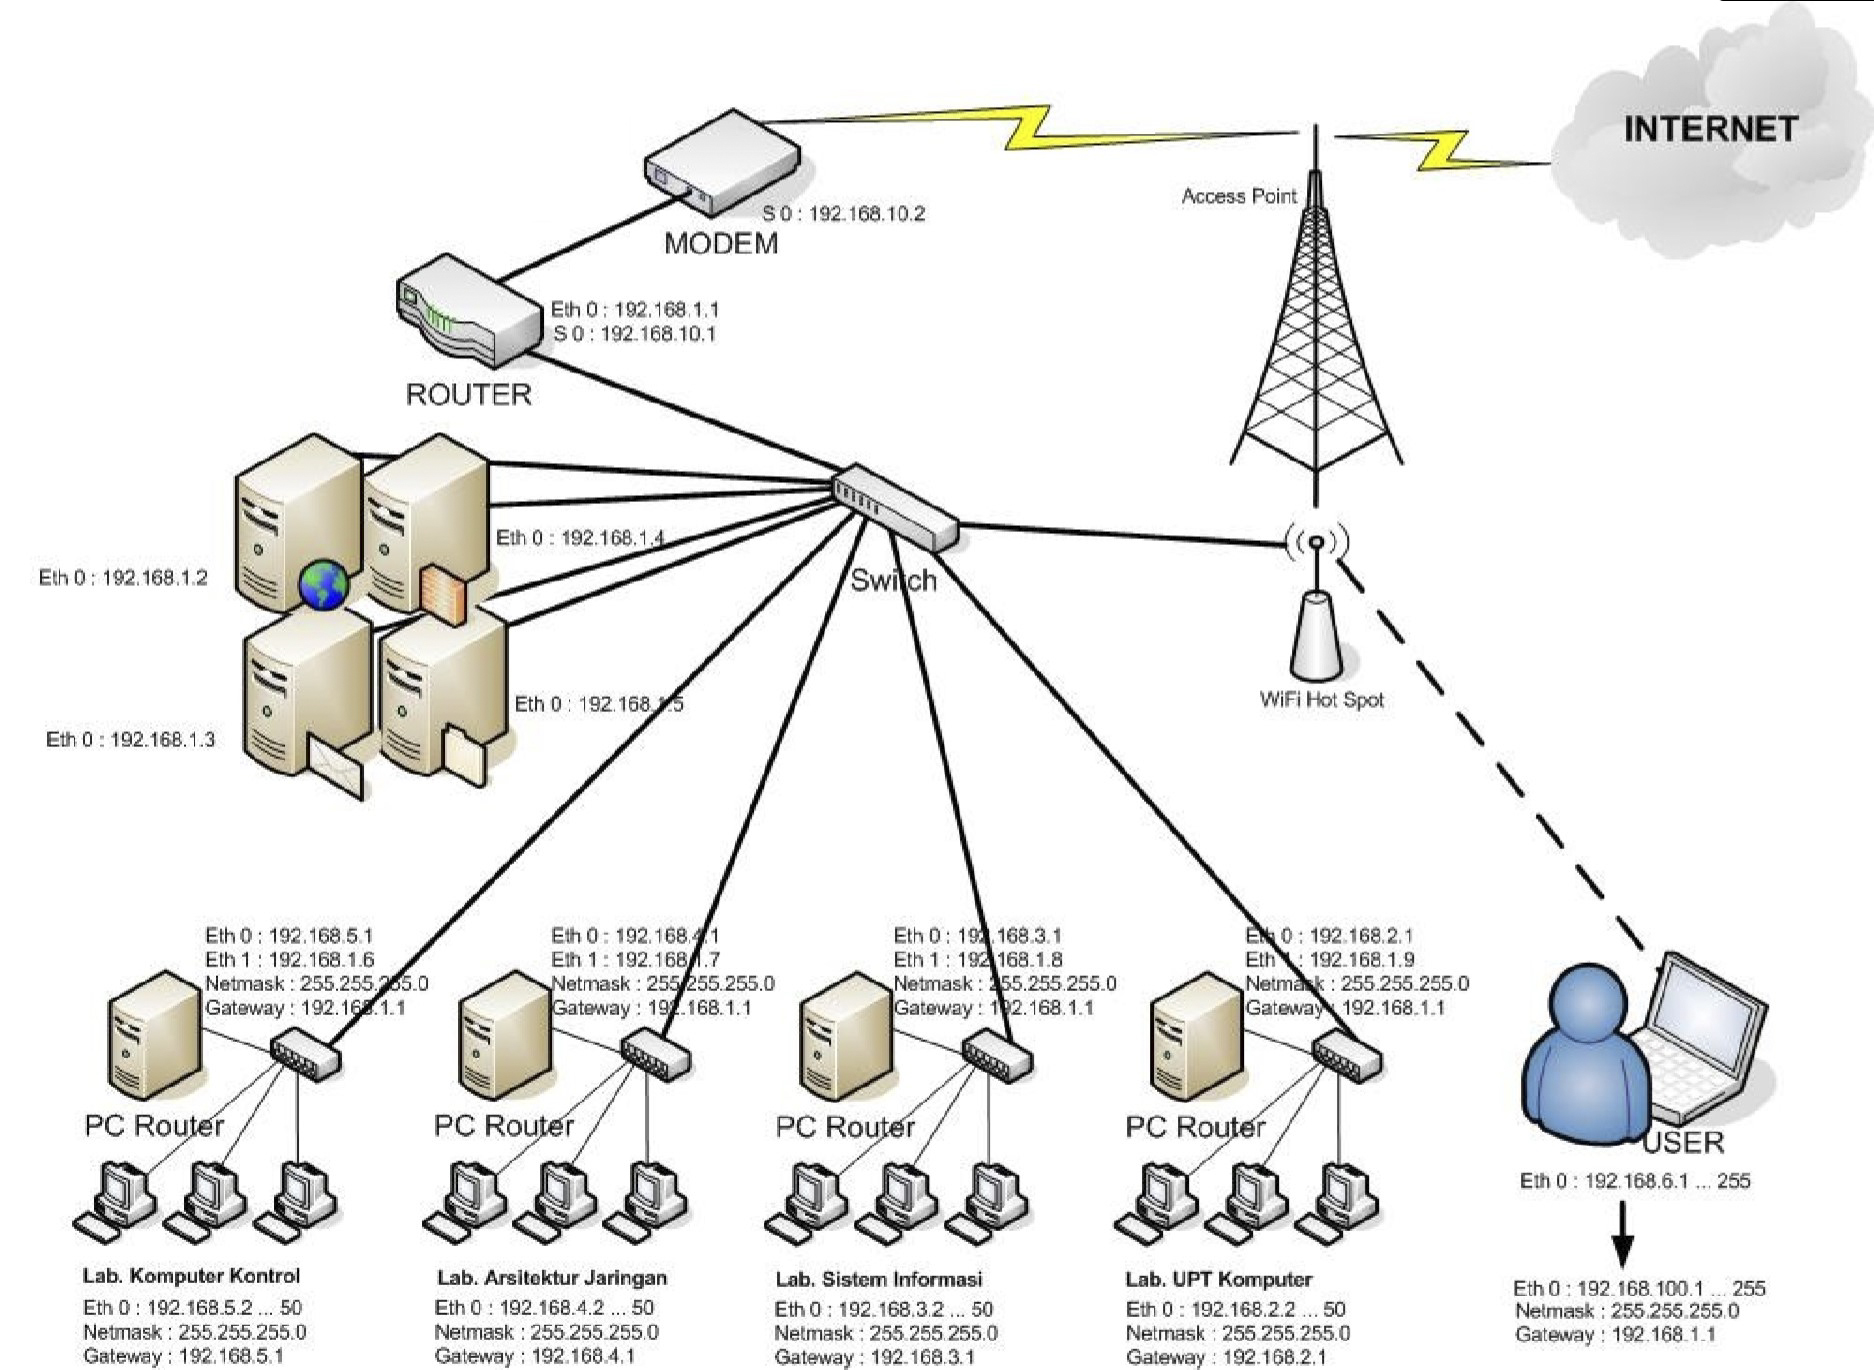 INTERNET
Access Point
S 0 : 192.168.10.2
MODEM
Eth 0 : 192.168.1.1
S 0 : 192.168.10.1
ROUTER
Eth 0 : 192.168.1.4
Eth 0 : 192.168.1.2
Switch
WiFi Hot Spot
Eth 0 : 192.168.1.5
Eth 0 : 192.168.1.3
Eth 0 : 192.168.5.1
Eth 1 : 192.168.1.6
Netmask : 255.255.255.0
Gateway : 192.168.1.1
PC Router
Eth 0 : 192.168.4.1
Eth 1 : 192.168.1.7
Netmask : 255.255.255.0
Gateway : 192.168.1.1
PC Router
Eth 0 : 192.168.3.1
Eth 1 : 192.168.1.8
Netmask : 255.255.255.0
Gateway : 192.168.1.1
PC Router
Eth 0 : 192.168.2.1
Eth 1 : 192.168.1.9
Netmask : 255.255.255.0
Gateway : 192.168.1.1
PC Router
USER
Eth 0 : 192.168.6.1 ... 255
Lab. Komputer Kontrol
Eth 0 : 192.168.5.2 ... 50
Netmask : 255.255.255.0
Gateway : 192.168.5.1
Lab. Arsitektur Jaringan
Eth 0 : 192.168.4.2 ... 50
Netmask : 255.255.255.0
Gateway : 192.168.4.1
Lab. Sistem Informasi
Eth 0 : 192.168.3.2 ... 50
Netmask : 255.255.255.0
Gateway : 192.168.3.1
Lab. UPT Komputer
Eth 0 : 192.168.2.2 ... 50
Netmask : 255.255.255.0
Gateway : 192.168.2.1
Eth 0 : 192.168.100.1 ... 255
Netmask : 255.255.255.0
Gateway : 192.168.1.1